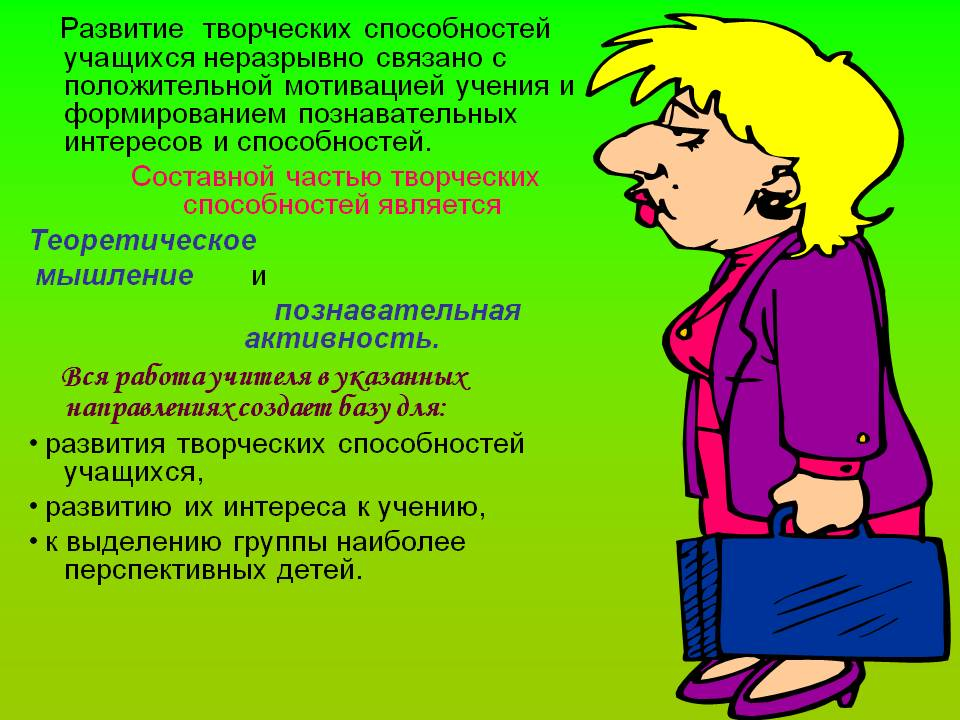 Развитие творческих способностей
учащихся неразрывно связано с
положительной мотивацией учения и
формированием познавательных
интересов и способностей.
Составной частью творческих
способностей является
Теоретическое
мышление и
познавательная
активность.
Вся работа учителя в указанных
направлениях создает базу для:
• развития творческих способностей
учащихся,
• развитию их интереса к учению,
• к выделению группы наиболее
перспективных детей.